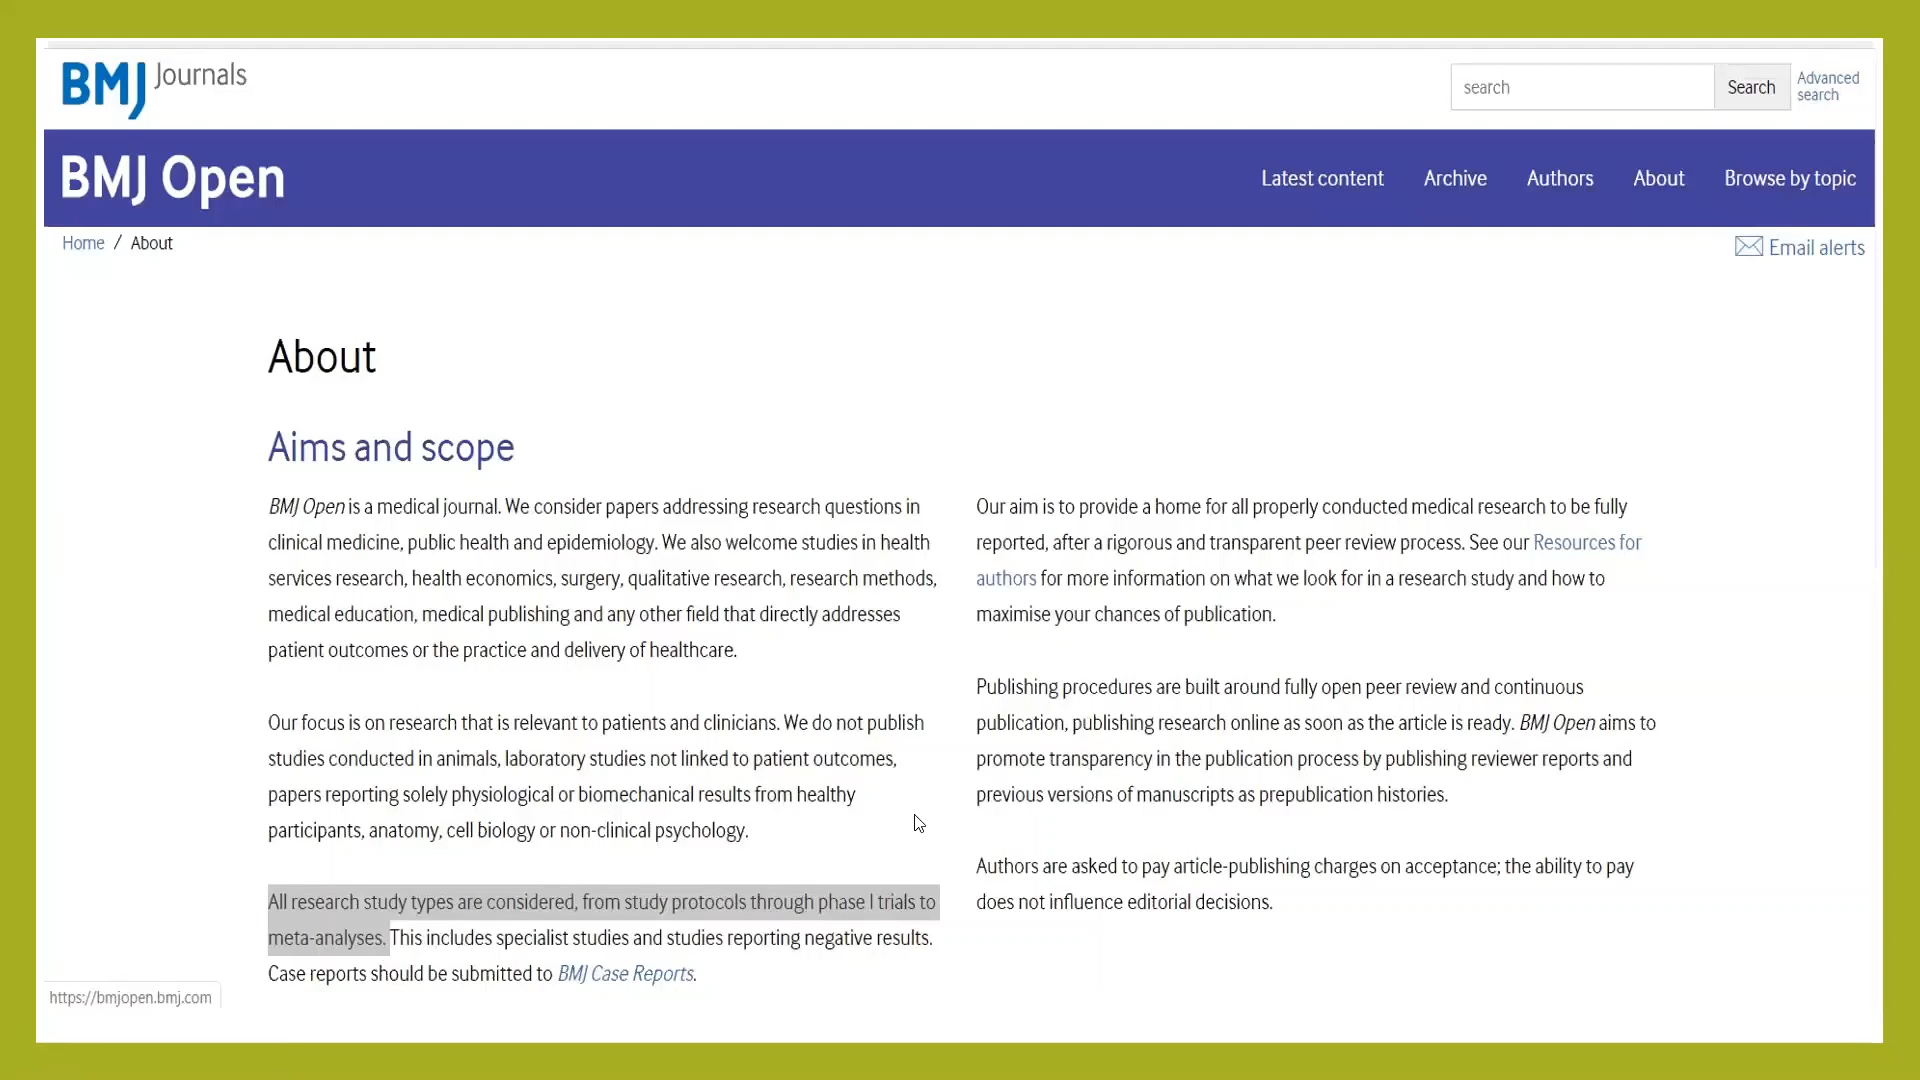 BMJ Journals
search
Search
Advanced
search
BMJ Open
Latest content
Archive
Authors
About
Browse by topic
Home / About
Email alerts
About
Aims and scope
BMJ Open is a medical journal. We consider papers addressing research questions in
clinical medicine, public health and epidemiology. We also welcome studies in health
services research, health economics, surgery, qualitative research, research methods,
medical education, medical publishing and any other field that directly addresses
patient outcomes or the practice and delivery of healthcare.
Our focus is on research that is relevant to patients and clinicians. We do not publish
studies conducted in animals, laboratory studies not linked to patient outcomes,
papers reporting solely physiological or biomechanical results from healthy
participants, anatomy, cell biology or non-clinical psychology.
All research study types are considered, from study protocols through phase I trials to
meta-analyses. This includes specialist studies and studies reporting negative results.
Case reports should be submitted to BMJ Case Reports.
Our aim is to provide a home for all properly conducted medical research to be fully
reported, after a rigorous and transparent peer review process. See our Resources for
authors for more information on what we look for in a research study and how to
maximise your chances of publication.
Publishing procedures are built around fully open peer review and continuous
publication, publishing research online as soon as the article is ready. BMJ Open aims to
promote transparency in the publication process by publishing reviewer reports and
previous versions of manuscripts as prepublication histories.
Authors are asked to pay article-publishing charges on acceptance; the ability to pay
does not influence editorial decisions.
https://bmjopen.bmj.com